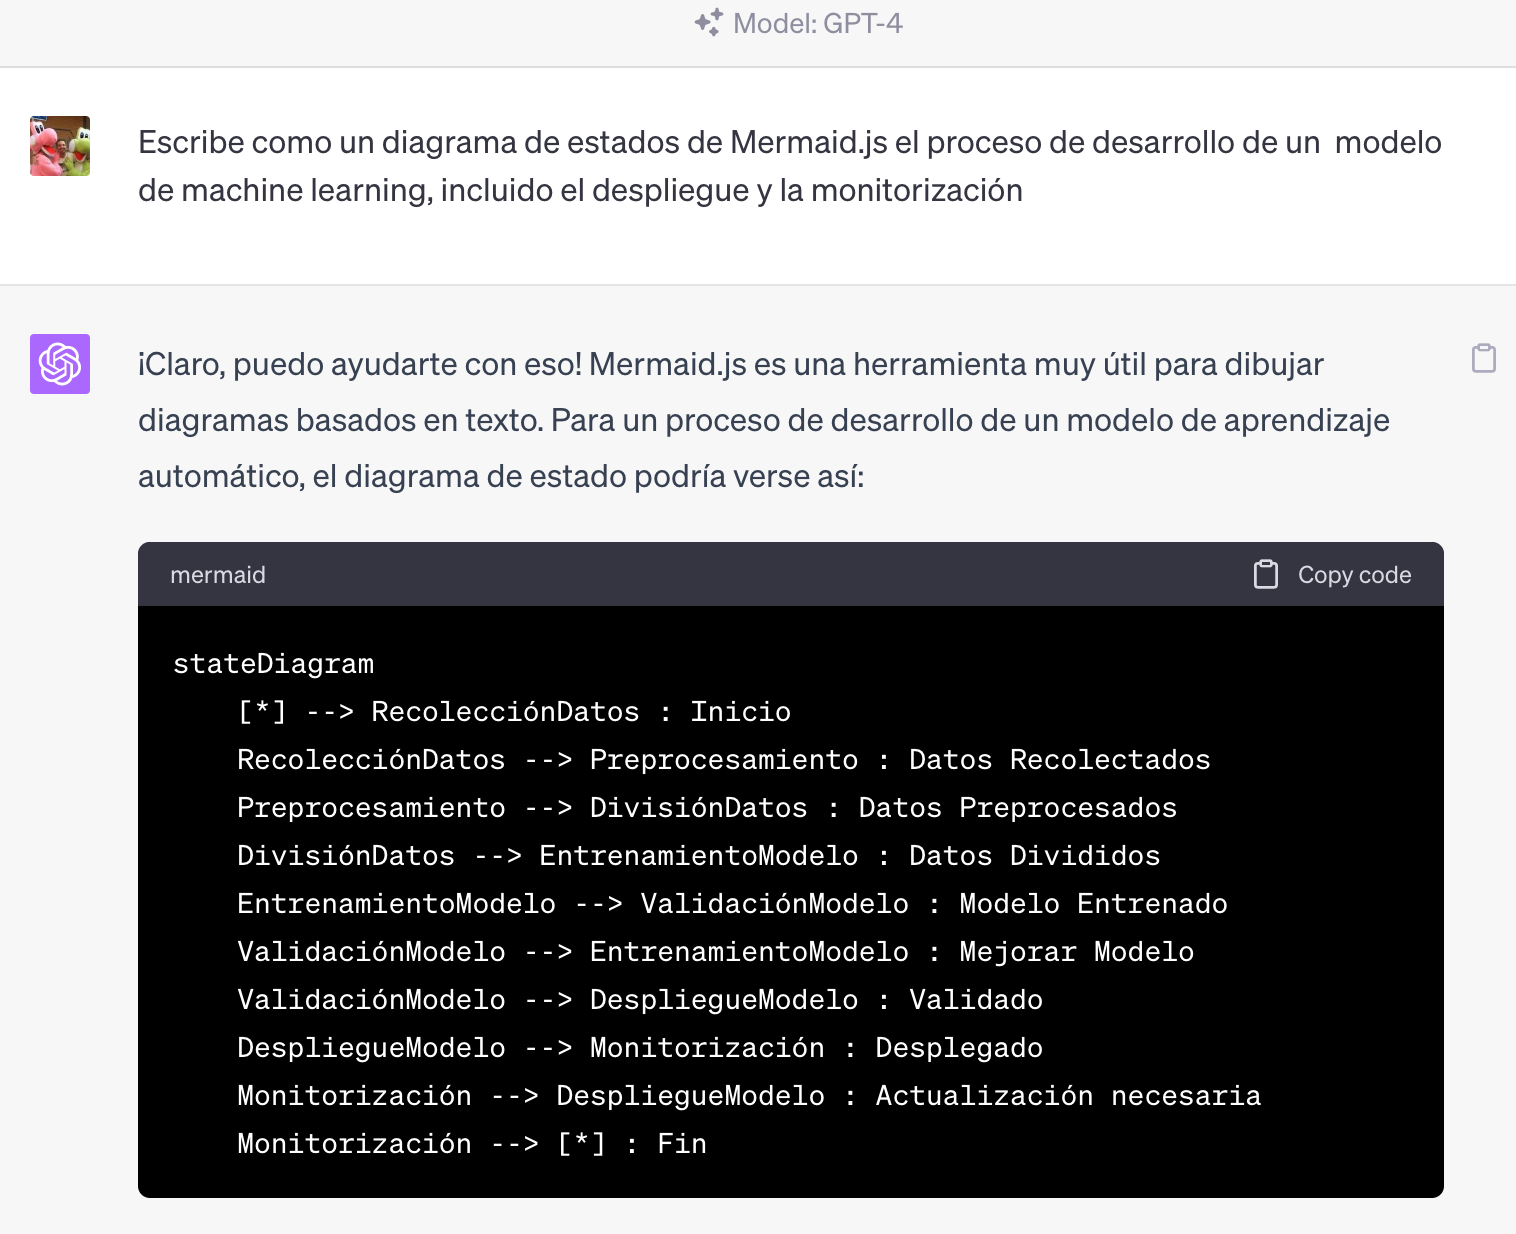 Model: GPT-4
Escribe como un diagrama de estados de Mermaid.js el proceso de desarrollo de un  modelo
de machine learning, incluido el despliegue y la monitorización
¡Claro, puedo ayudarte con eso! Mermaid.js es una herramienta muy útil para dibujar
diagramas basados en texto. Para un proceso de desarrollo de un modelo de aprendizaje
automático, el diagrama de estado podría verse así:
mermaid
Copy code
stateDiagram
    [*] --> RecolecciónDatos : Inicio
    RecolecciónDatos --> Preprocesamiento : Datos Recolectados
    Preprocesamiento --> DivisiónDatos : Datos Preprocesados
    DivisiónDatos --> EntrenamientoModelo : Datos Divididos
    EntrenamientoModelo --> ValidaciónModelo : Modelo Entrenado
    ValidaciónModelo --> EntrenamientoModelo : Mejorar Modelo
    ValidaciónModelo --> DespliegueModelo : Validado
    DespliegueModelo --> Monitorización : Desplegado
    Monitorización --> DespliegueModelo : Actualización necesaria
    Monitorización --> [*] : Fin